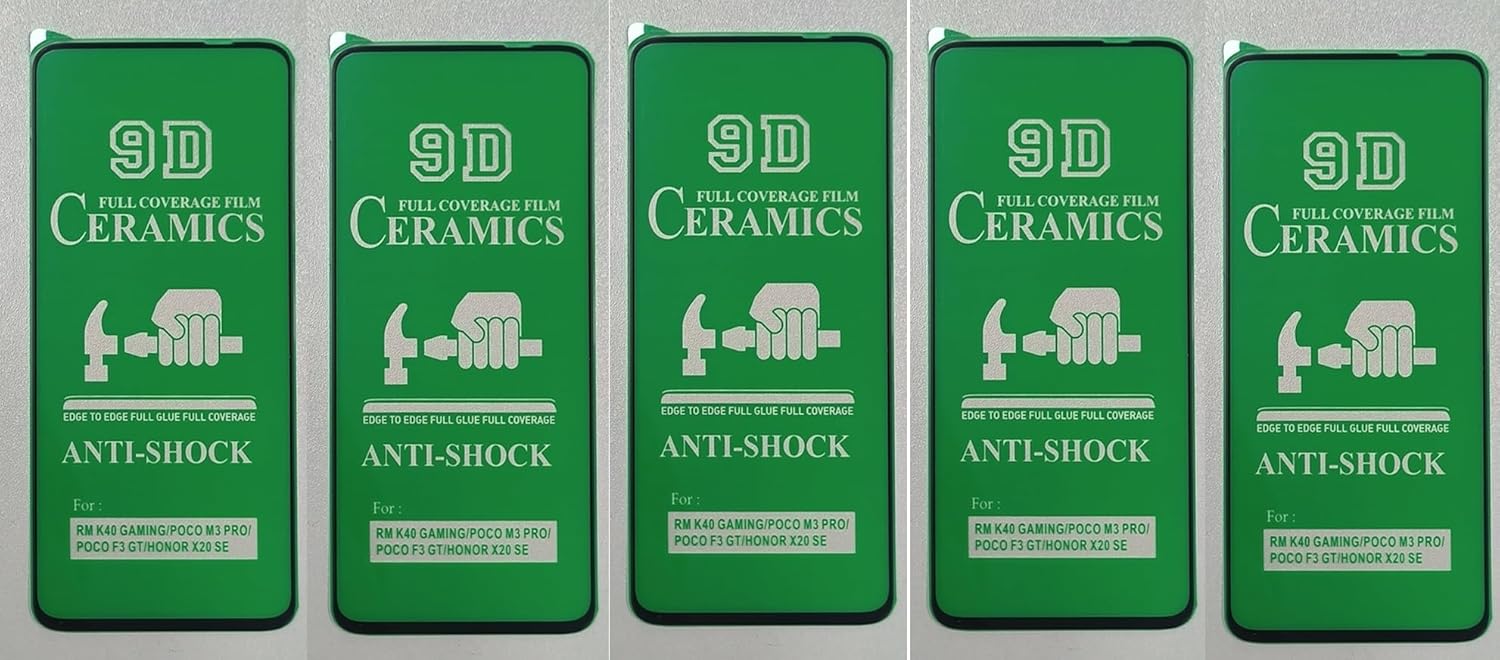 9D
FULL COVERAGE FILM
CERAMICS
EDGE TO EDGE FULL GLUE FULL COVERAGE
ANTI-SHOCK
For :
RM K40 GAMING/POCO M3 PRO/
POCO F3 GT/HONOR X20 SE
9D
FULL COVERAGE FILM
CERAMICS
EDGE TO EDGE FULL GLUE FULL COVERAGE
ANTI-SHOCK
For :
RM K40 GAMING/POCO M3 PRO/
POCO F3 GT/HONOR X20 SE
9D
FULL COVERAGE FILM
CERAMICS
EDGE TO EDGE FULL GLUE FULL COVERAGE
ANTI-SHOCK
For :
RM K40 GAMING/POCO M3 PRO/
POCO F3 GT/HONOR X20 SE
9D
FULL COVERAGE FILM
CERAMICS
EDGE TO EDGE FULL GLUE FULL COVERAGE
ANTI-SHOCK
For :
RM K40 GAMING/POCO M3 PRO/
POCO F3 GT/HONOR X20 SE
9D
FULL COVERAGE FILM
CERAMICS
EDGE TO EDGE FULL GLUE FULL COVERAGE
ANTI-SHOCK
For :
RM K40 GAMING/POCO M3 PRO/
POCO F3 GT/HONOR X20 SE